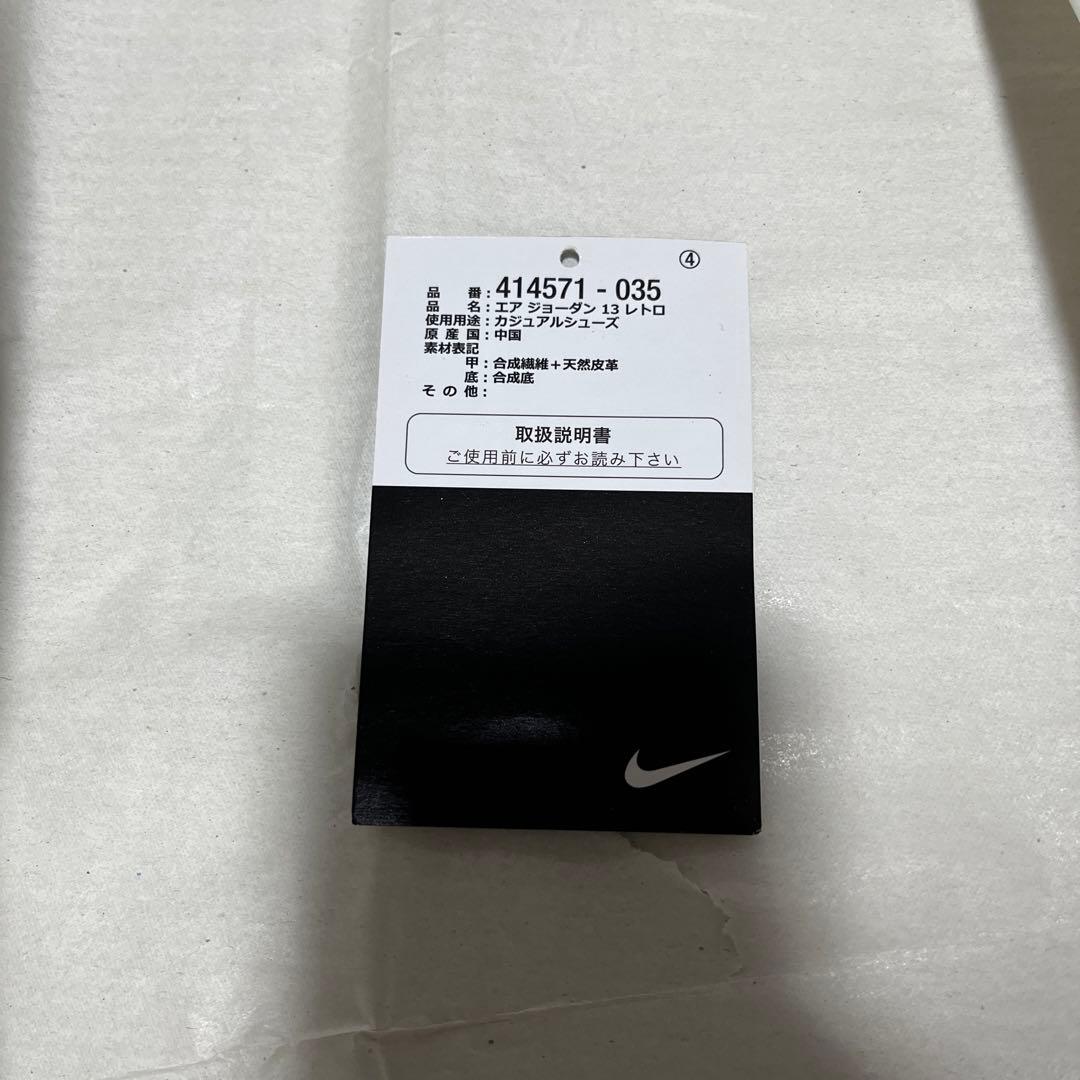 ④
品番：414571 - 035
品名：エア ジョーダン 13 レトロ
使用用途：カジュアルシューズ
原産国：中国
素材表記
甲：合成繊維＋天然皮革
底：合成底
その他：
取扱説明書
ご使用前に必ずお読み下さい